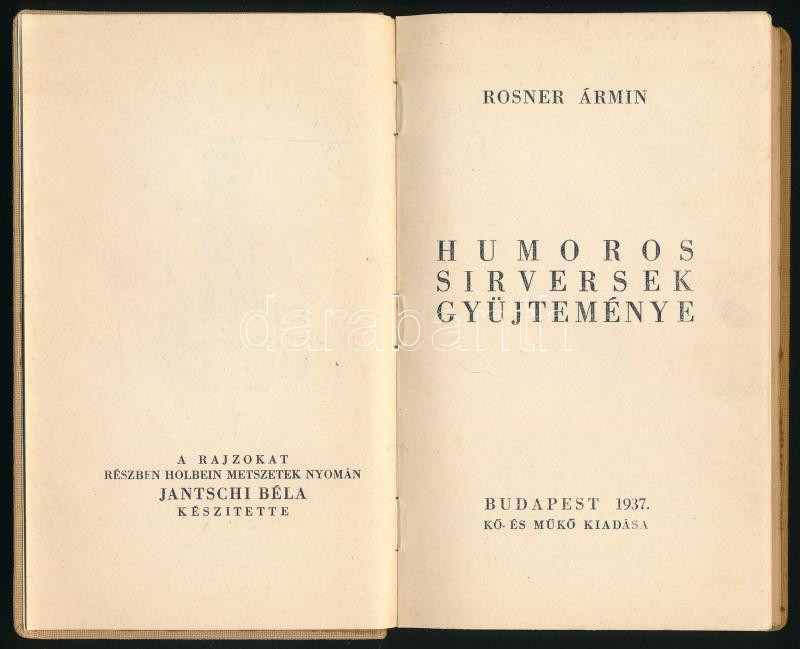 A RAJZOKAT
RÉSZBEN HOLBEIN METSZETEK NYOMÁN
JANTSCHI BÉLA
KÉSZITETTE
ROSNER ÁRMIN
HUMOROS
SIRVERSEK
GYÜJTEMÉNYE
darabanth
BUDAPEST 1937.
KŐ- ÉS MŰKŐ KIADÁSA